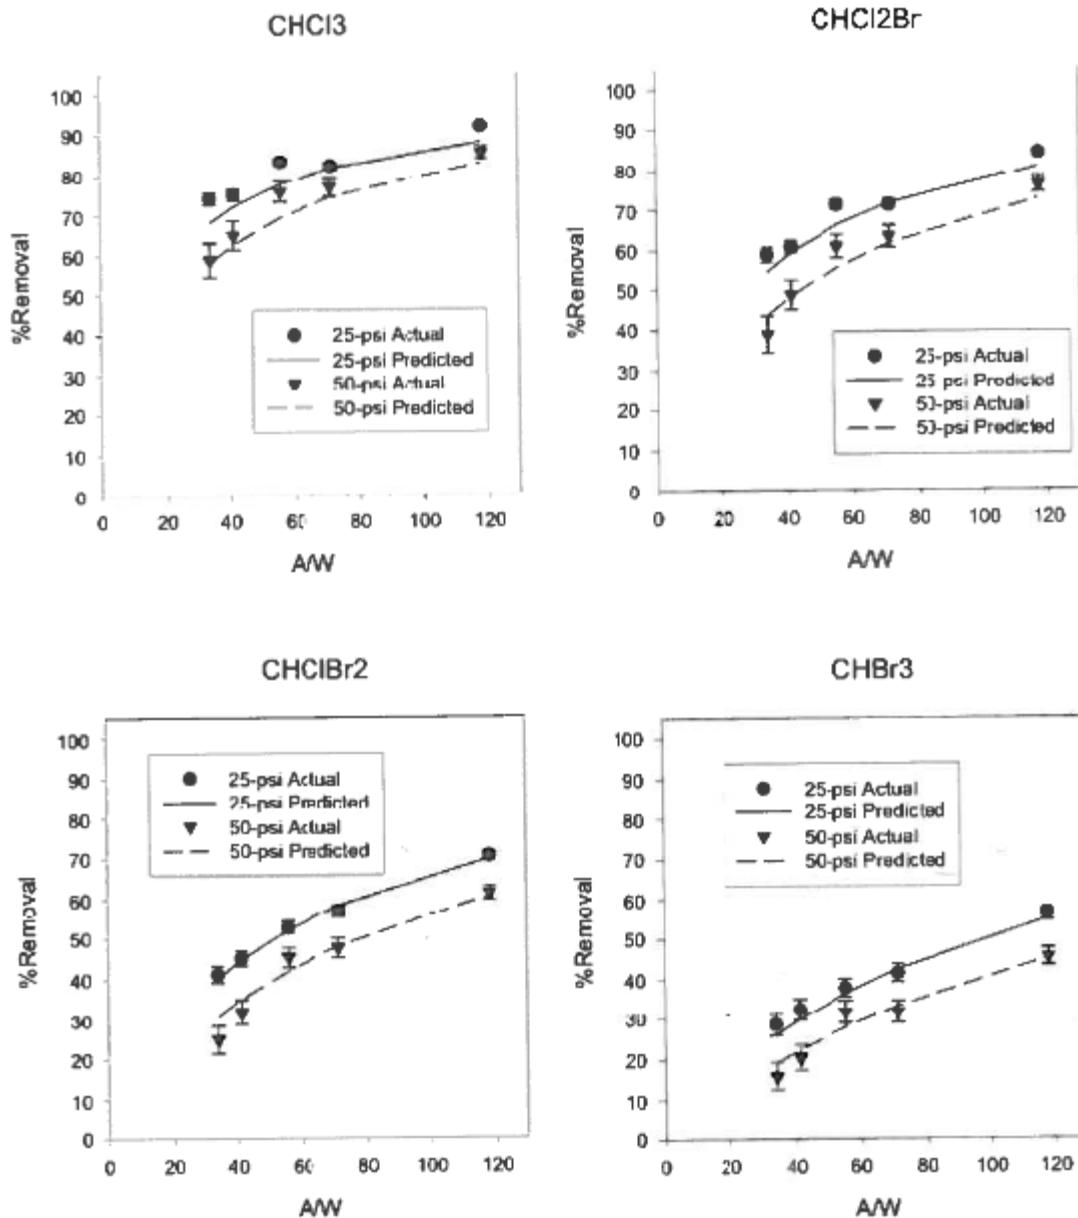 CHCl3
100
90
80
70
60
50
40
30
20
10
0
%Removal
25-psi Actual
25-psi Predicted
50-psi Actual
50-psi Predicted
0 20 40 60 80 100 120
A/W
CHCl2Br
100
90
80
70
60
50
40
30
20
10
0
%Removal
25-psi Actual
25 psi Predicted
50-psi Actual
50-psi Predicted
0 20 40 60 80 100 120
A/W
CHClBr2
100
90
80
70
60
50
40
30
20
10
0
%Removal
25-psi Actual
25-psi Predicted
50-psi Actual
50-psi Predicted
0 20 40 60 80 100 120
A/W
CHBr3
100
90
80
70
60
50
40
30
20
10
0
%Removal
25-psi Actual
25-psi Predicted
50-psi Actual
50-psi Predicted
0 20 40 60 80 100 120
A/W